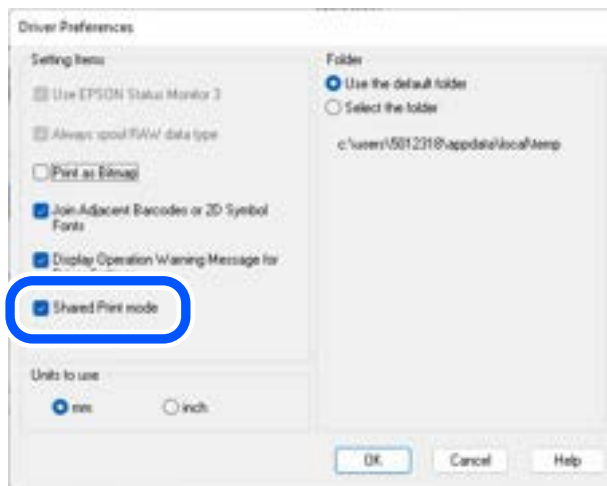 Driver Preferences
Setting Items
Use EPSON Status Monitor 3
Always spool RAW data type
Print as Bitmap
Join Adjacent Barcodes or 2D Symbol
Fonts
Display Operation Warning Message for
Shared Print mode
Units to use
mm
inch
Folder
Use the default folder
Select the folder
c:\users\5012318\appdata\local\temp
OK
Cancel
Help